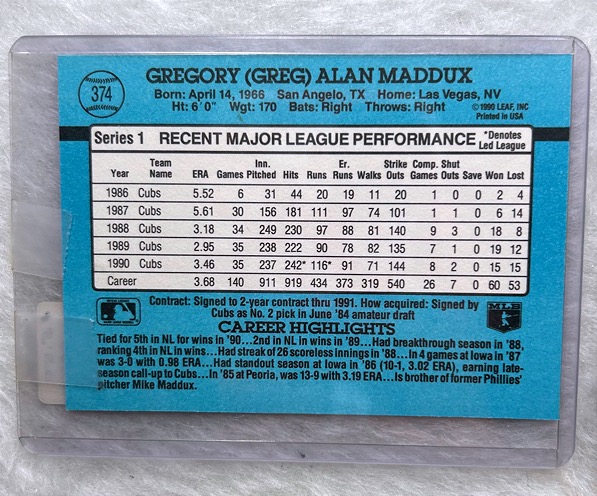 374
GREGORY (GREG) ALAN MADDUX
Born: April 14, 1966 San Angelo, TX Home: Las Vegas, NV
Ht: 6' 0" Wgt: 170 Bats: Right Throws: Right
©1990 LEAF, INC
Printed in USA
Series 1 RECENT MAJOR LEAGUE PERFORMANCE *Denotes Led League
Year Team Name ERA Games Inn. Pitched Hits Runs Er. Runs Walks Strike Outs Comp. Games Shut Outs Save Won Lost
1986 Cubs 5.52 6 31 44 20 19 11 20 1 0 0 2 4
1987 Cubs 5.61 30 156 181 111 97 74 101 1 1 0 6 14
1988 Cubs 3.18 34 249 230 97 88 81 140 9 3 0 18 8
1989 Cubs 2.95 35 238 222 90 78 82 135 7 1 0 19 12
1990 Cubs 3.46 35 237 242* 116* 91 71 144 8 2 0 15 15
Career 3.68 140 911 919 434 373 319 540 26 7 0 60 53
Contract: Signed to 2-year contract thru 1991. How acquired: Signed by
Cubs as No. 2 pick in June '84 amateur draft
MLB
CAREER HIGHLIGHTS
Tied for 5th in NL for wins in '90...2nd in NL in wins in '89...Had breakthrough season in '88,
ranking 4th in NL in wins...Had streak of 26 scoreless innings in '88...In 4 games at Iowa in '87
was 3-0 with 0.98 ERA...Had standout season at Iowa in '86 (10-1, 3.02 ERA), earning late-
season call-up to Cubs...In '85 at Peoria, was 13-9 with 3.19 ERA...Is brother of former Phillies'
pitcher Mike Maddux.